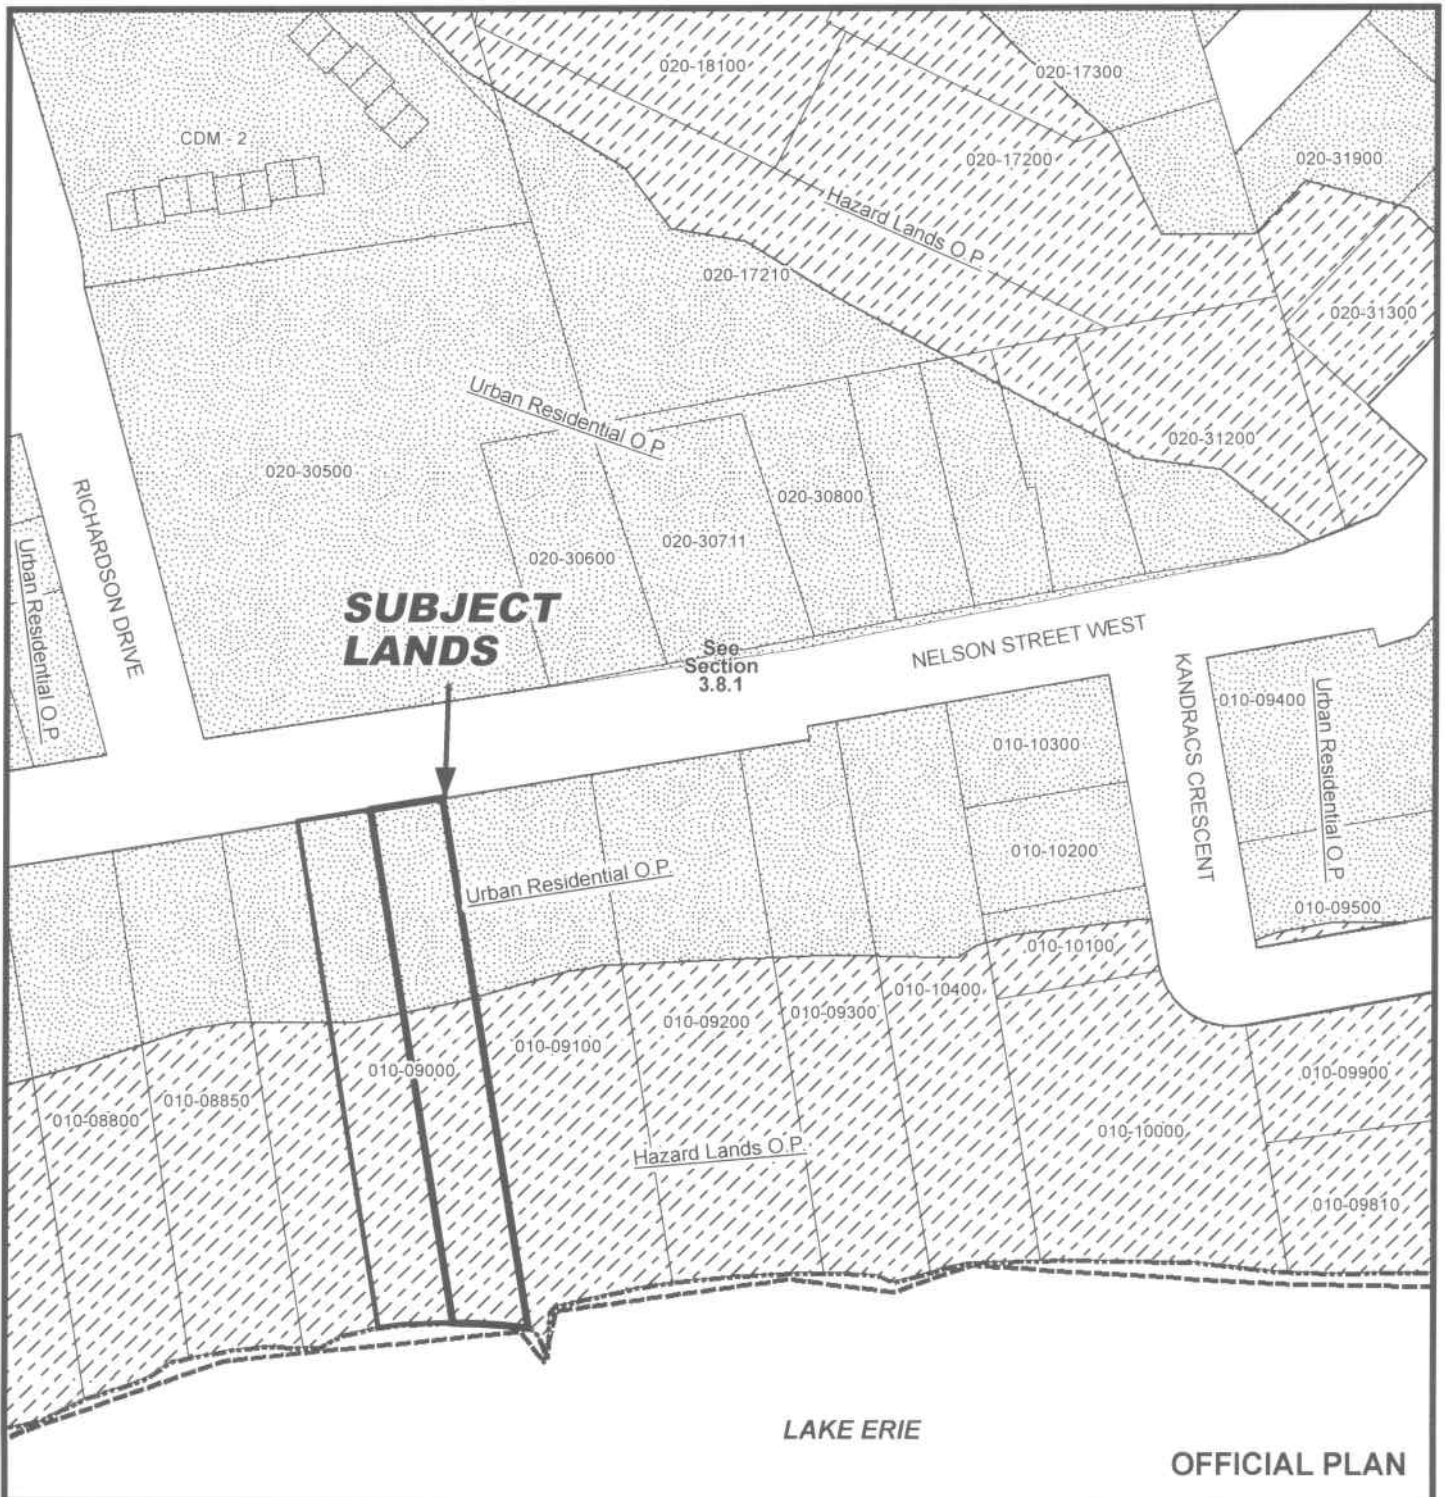 020-18100
020-17300
CDM - 2
020-17200
020-31900
Hazard Lands O.P
020-17210
020-31300
Urban Residential O.P
020-31200
020-30500
020-30800
RICHARDSON DRIVE
020-30711
020-30600
Urban Residential O.P
SUBJECT
LANDS
See
Section
3.8.1
NELSON STREET WEST
KANDRACS CRESCENT
010-09400
Urban Residential O.P
010-10300
010-10200
Urban Residential O.P
010-09500
010-10100
010-10400
010-09300
010-09200
010-09100
010-09000
010-08850
010-08800
010-09900
010-10000
Hazard Lands O.P
010-09810
LAKE ERIE
OFFICIAL PLAN